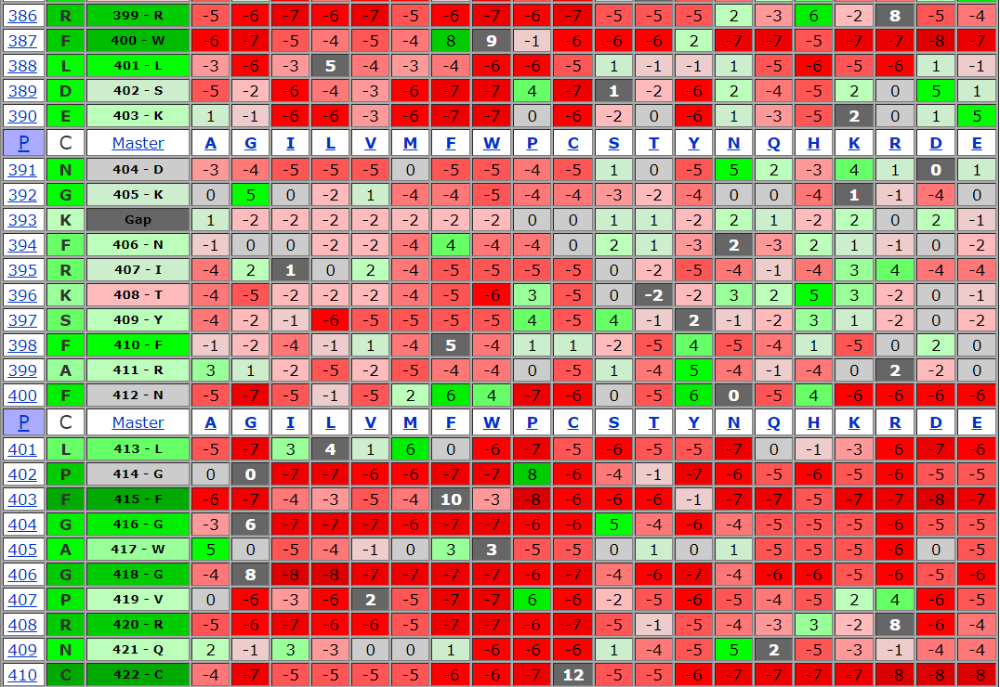 386 R 399 - R -5 -6 -7 -6 -7 -5 -6 -7 -6 -7 -5 -5 -5 2 -3 6 -2 8 -5 -4
387 F 400 - W -6 -7 -5 -4 -5 -4 8 9 -1 -6 -6 -6 2 -7 -7 -5 -7 -7 -8 -7
388 L 401 - L -3 -6 -3 5 -4 -3 -4 -6 -6 -5 1 -1 -1 1 -5 -6 -5 -6 1 -1
389 D 402 - S -5 -2 -6 -4 -3 -6 -7 -7 4 -7 1 -2 -6 2 -4 -5 2 0 5 1
390 E 403 - K 1 -1 -6 -6 -3 -6 -7 -7 0 -6 -2 0 -6 1 -3 -5 2 0 1 5
P C Master A G I L V M F W P C S T Y N Q H K R D E
391 N 404 - D -3 -4 -5 -5 -5 0 -5 -5 -4 -5 1 0 -5 5 2 -3 4 1 0 1
392 G 405 - K 0 5 0 -2 1 -4 -4 -5 -4 -4 -3 -2 -4 0 0 -4 1 -1 -4 0
393 K Gap 1 -2 -2 -2 -2 -2 -2 -2 0 0 1 1 -2 2 1 -2 2 0 2 -1
394 F 406 - N -1 0 0 -2 -2 -4 4 -4 -4 0 2 1 -3 2 -3 2 1 -1 0 -2
395 R 407 - I -4 2 1 0 2 -4 -5 -5 -5 -5 0 -2 -5 -4 -1 -4 3 4 -4 -4
396 K 408 - T -4 -5 -2 -2 -2 -4 -5 -6 3 -5 0 -2 -2 3 2 5 3 -2 0 -1
397 S 409 - Y -4 -2 -1 -6 -5 -5 -5 -5 4 -5 4 -1 2 -1 -2 3 1 -2 0 -2
398 F 410 - F -1 -2 -4 -1 1 -4 5 -4 1 1 -2 -5 4 -5 -4 1 -5 0 2 0
399 A 411 - R 3 1 -2 -5 -2 -5 -4 -4 0 -5 1 -4 5 -4 -1 -4 0 2 -2 0
400 F 412 - N -5 -7 -5 -1 -5 2 6 4 -7 -6 0 -5 6 0 -5 4 -6 -6 -6 -6
P C Master A G I L V M F W P C S T Y N Q H K R D E
401 L 413 - L -5 -7 3 4 1 6 0 -6 -7 -5 -6 -5 -5 -7 0 -1 -3 -6 -7 -6
402 P 414 - G 0 0 -7 -7 -6 -6 -7 -7 8 -6 -4 -1 -7 -6 -5 -6 -5 -6 -5 -5
403 F 415 - F -6 -7 -4 -3 -5 -4 10 -3 -8 -6 -6 -6 -1 -7 -7 -5 -7 -7 -8 -7
404 G 416 - G -3 6 -7 -7 -7 -6 -7 -7 -6 -6 5 -4 -6 -4 -5 -5 -5 -6 -5 -5
405 A 417 - W 5 0 -5 -4 -1 0 3 3 -5 -5 0 1 0 1 -5 -5 -5 -6 0 -5
406 G 418 - G -4 8 -8 -8 -7 -7 -7 -7 -6 -7 -4 -6 -7 -4 -6 -6 -5 -6 -5 -6
407 P 419 - V 0 -6 -3 -6 2 -5 -7 -7 6 -6 -2 -5 -6 -5 -4 -5 2 4 -6 -5
408 R 420 - R -5 -6 -7 -6 -6 -5 -7 -7 -6 -7 -5 -1 -5 -4 -3 3 -2 8 -6 -4
409 N 421 - Q 2 -1 3 -3 0 0 1 -6 -6 -6 1 -4 -5 5 2 -5 -3 -1 -4 -4
410 C 422 - C -4 -7 -5 -5 -5 -5 -6 -6 -7 12 -5 -5 -6 -7 -7 -7 -7 -8 -8 -8